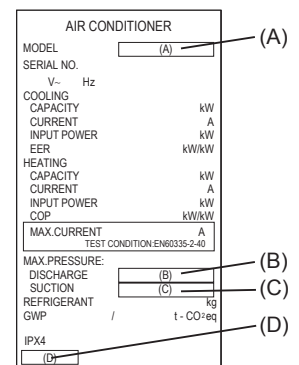 AIR CONDITIONER
MODEL (A) (A)
SERIAL NO.
V~ Hz
COOLING
CAPACITY kW
CURRENT A
INPUT POWER kW
EER kW/kW
HEATING
CAPACITY kW
CURRENT A
INPUT POWER kW
COP kW/kW
MAX.CURRENT A
TEST CONDITION:EN60335-2-40
MAX.PRESSURE:
DISCHARGE (B) (B)
SUCTION (C) (C)
REFRIGERANT kg
GWP / t - CO²eq
(D)
IPX4
(D)